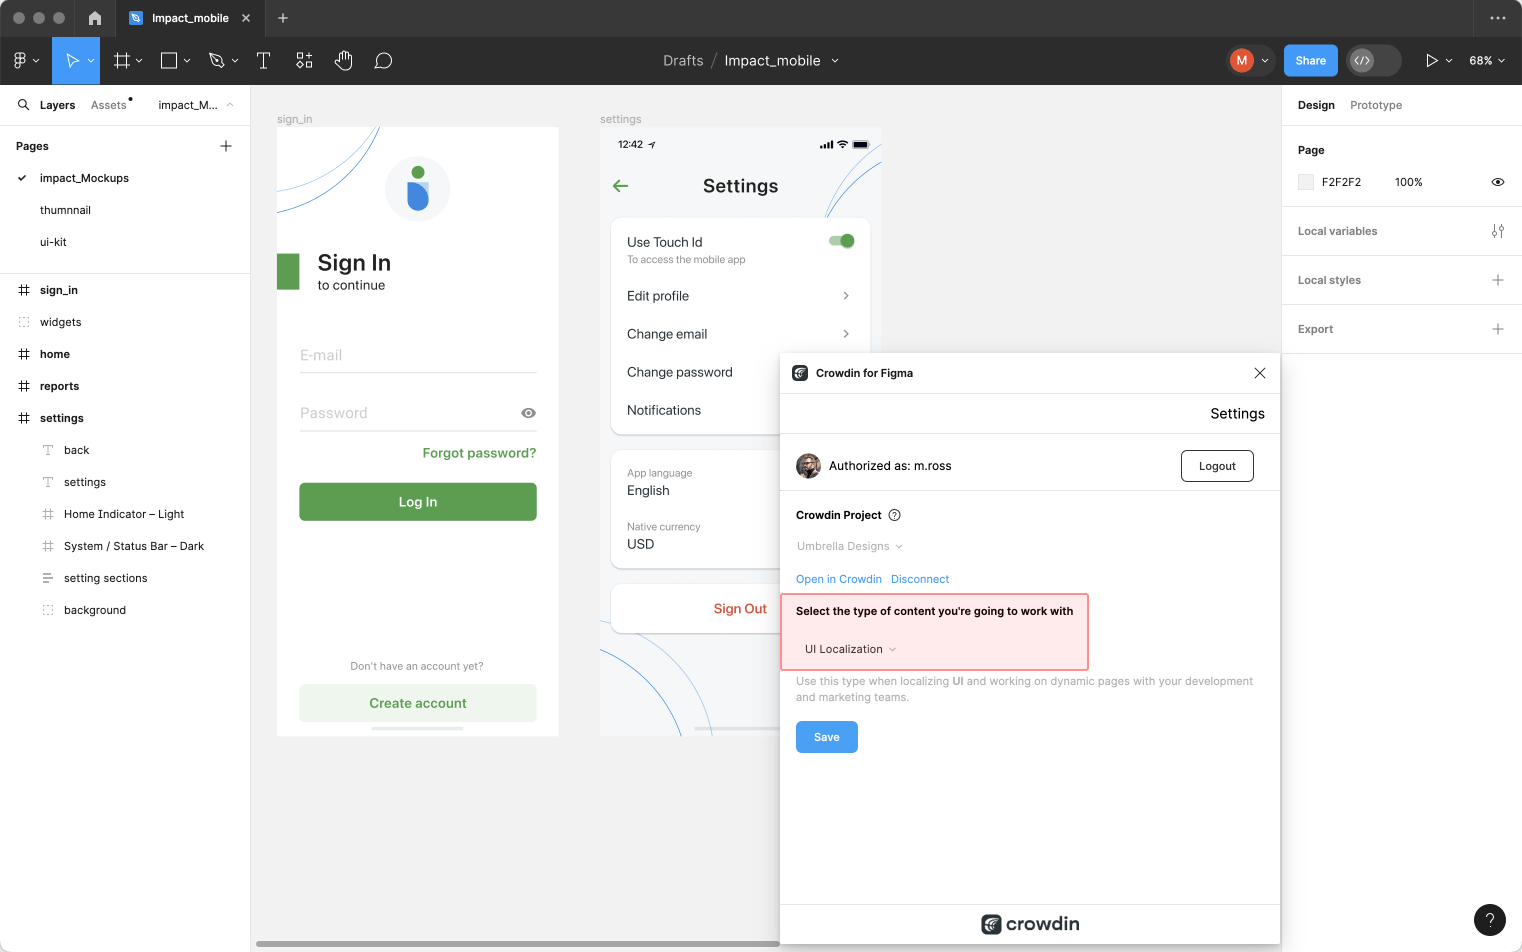 Impact_mobile
Drafts / Impact_mobile
M
Share
68%
Layers
Assets
impact_M...
Pages
impact_Mockups
thumnnail
ui-kit
sign_in
widgets
home
reports
settings
back
settings
Home Indicator – Light
System / Status Bar – Dark
setting sections
background
sign_in
Sign In
to continue
E-mail
Password
Forgot password?
Log In
Don't have an account yet?
Create account
settings
12:42
Settings
Use Touch Id
To access the mobile app
Edit profile
Change email
Change password
Notifications
App language
English
Native currency
USD
Sign Out
Crowdin for Figma
Settings
Authorized as: m.ross
Logout
Crowdin Project
Umbrella Designs
Open in Crowdin Disconnect
Select the type of content you're going to work with
UI Localization
Use this type when localizing UI and working on dynamic pages with your development
and marketing teams.
Save
crowdin
Design
Prototype
Page
F2F2F2
100%
Local variables
Local styles
Export
?